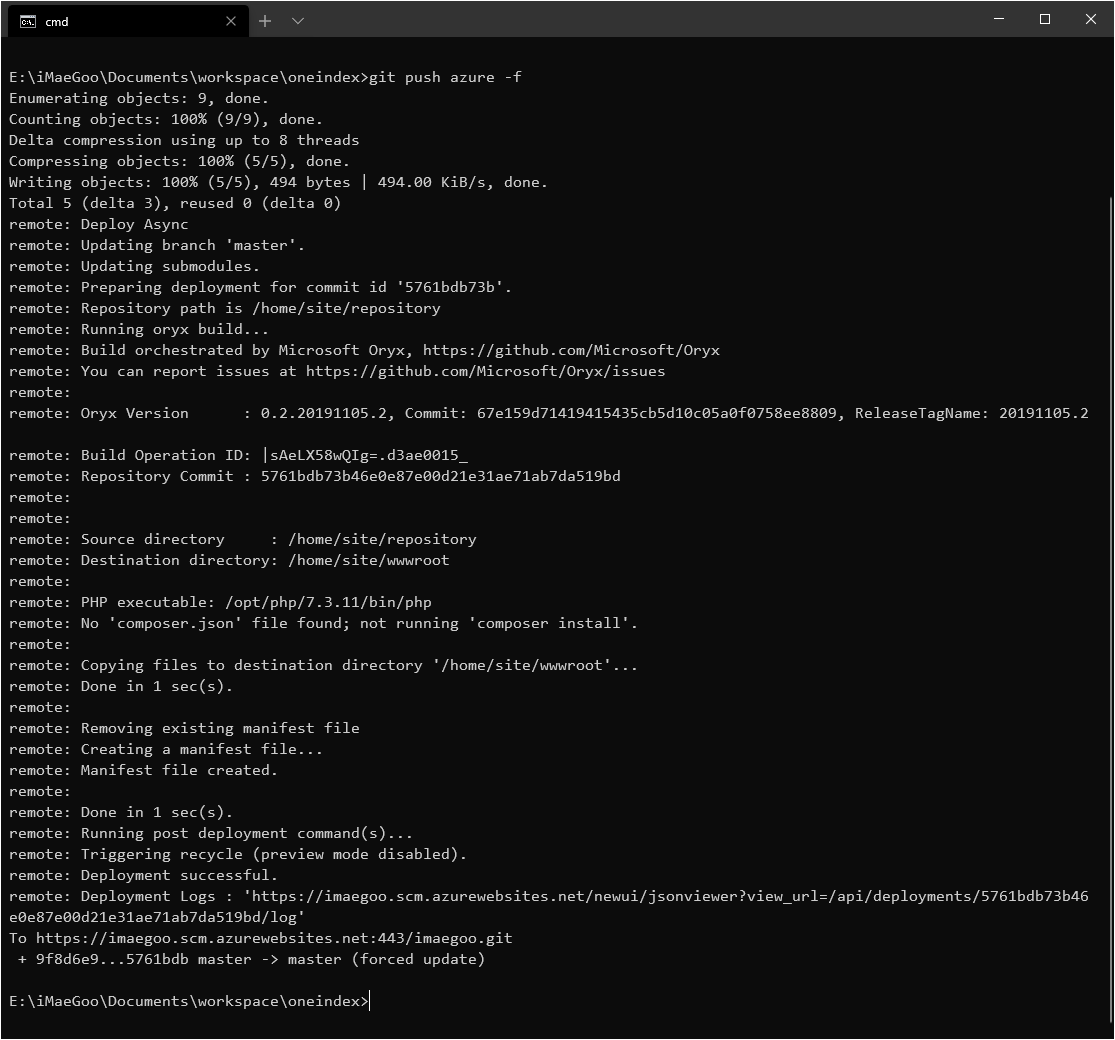 cmd
E:\iMaeGoo\Documents\workspace\oneindex>git push azure -f
Enumerating objects: 9, done.
Counting objects: 100% (9/9), done.
Delta compression using up to 8 threads
Compressing objects: 100% (5/5), done.
Writing objects: 100% (5/5), 494 bytes | 494.00 KiB/s, done.
Total 5 (delta 3), reused 0 (delta 0)
remote: Deploy Async
remote: Updating branch 'master'.
remote: Updating submodules.
remote: Preparing deployment for commit id '5761bdb73b'.
remote: Repository path is /home/site/repository
remote: Running oryx build...
remote: Build orchestrated by Microsoft Oryx, https://github.com/Microsoft/Oryx
remote: You can report issues at https://github.com/Microsoft/Oryx/issues
remote:
remote: Oryx Version      : 0.2.20191105.2, Commit: 67e159d71419415435cb5d10c05a0f0758ee8809, ReleaseTagName: 20191105.2
remote: Build Operation ID: |sAeLX58wQIg=.d3ae0015_
remote: Repository Commit : 5761bdb73b46e0e87e00d21e31ae71ab7da519bd
remote:
remote:
remote: Source directory     : /home/site/repository
remote: Destination directory: /home/site/wwwroot
remote:
remote: PHP executable: /opt/php/7.3.11/bin/php
remote: No 'composer.json' file found; not running 'composer install'.
remote:
remote: Copying files to destination directory '/home/site/wwwroot'...
remote: Done in 1 sec(s).
remote:
remote: Removing existing manifest file
remote: Creating a manifest file...
remote: Manifest file created.
remote:
remote: Done in 1 sec(s).
remote: Running post deployment command(s)...
remote: Triggering recycle (preview mode disabled).
remote: Deployment successful.
remote: Deployment Logs : 'https://imaegoo.scm.azurewebsites.net/newui/jsonviewer?view_url=/api/deployments/5761bdb73b46
e0e87e00d21e31ae71ab7da519bd/log'
To https://imaegoo.scm.azurewebsites.net:443/imaegoo.git
 + 9f8d6e9...5761bdb master -> master (forced update)
E:\iMaeGoo\Documents\workspace\oneindex>